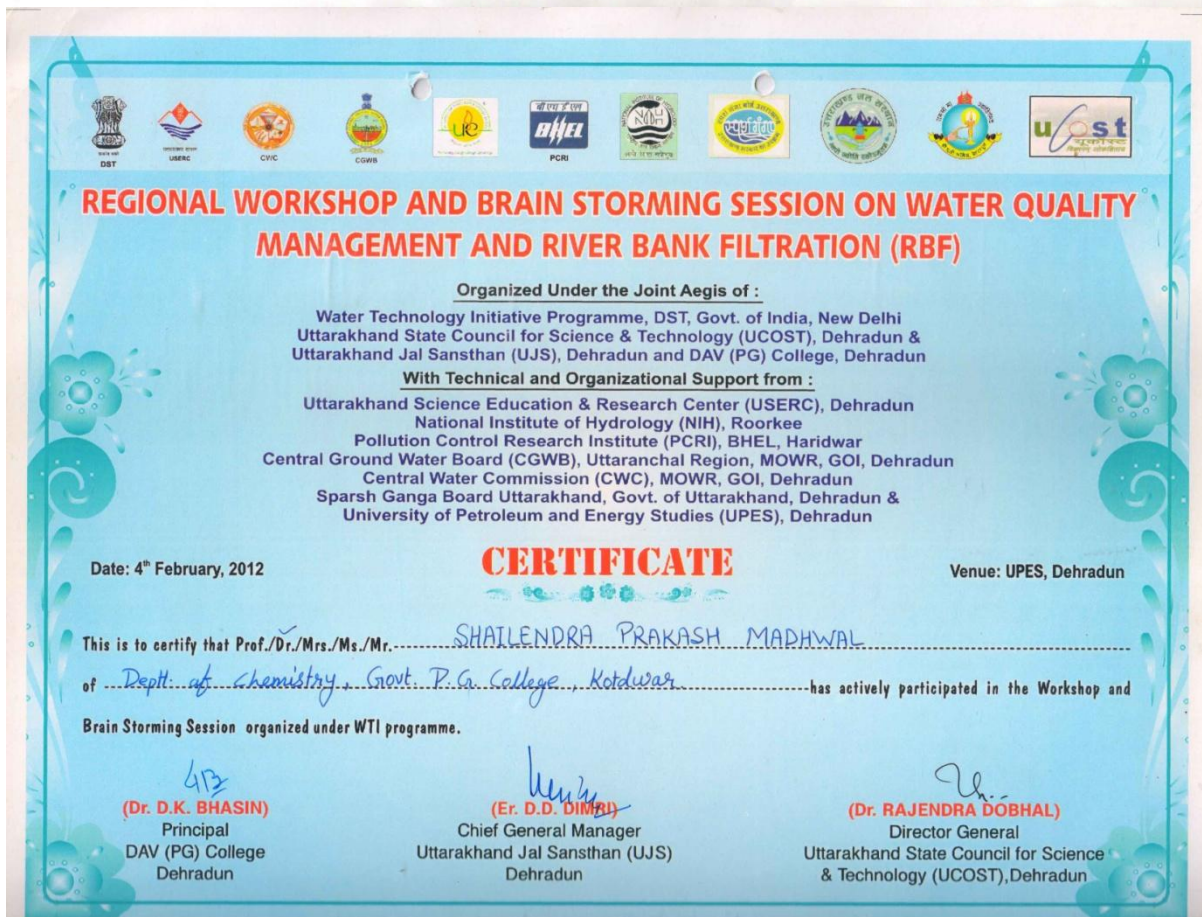 DST
USERC
CWC
CGWB
बी एच ई एल
BHEL
PCRI
स्पर्श गंगा
ucost
यूकॉस्ट
REGIONAL WORKSHOP AND BRAIN STORMING SESSION ON WATER QUALITY
MANAGEMENT AND RIVER BANK FILTRATION (RBF)
Organized Under the Joint Aegis of :
Water Technology Initiative Programme, DST, Govt. of India, New Delhi
Uttarakhand State Council for Science & Technology (UCOST), Dehradun &
Uttarakhand Jal Sansthan (UJS), Dehradun and DAV (PG) College, Dehradun
With Technical and Organizational Support from :
Uttarakhand Science Education & Research Center (USERC), Dehradun
National Institute of Hydrology (NIH), Roorkee
Pollution Control Research Institute (PCRI), BHEL, Haridwar
Central Ground Water Board (CGWB), Uttaranchal Region, MOWR, GOI, Dehradun
Central Water Commission (CWC), MOWR, GOI, Dehradun
Sparsh Ganga Board Uttarakhand, Govt. of Uttarakhand, Dehradun &
University of Petroleum and Energy Studies (UPES), Dehradun
Date: 4th February, 2012
CERTIFICATE
Venue: UPES, Dehradun
This is to certify that Prof./Dr./Mrs./Ms./Mr. SHAILENDRA PRAKASH MADHWAL
of Deptt. of Chemistry, Govt. P.G. College, Kotdwar has actively participated in the Workshop and
Brain Storming Session organized under WTI programme.
(Dr. D.K. BHASIN)
Principal
DAV (PG) College
Dehradun
(Er. D.D. DIMRI)
Chief General Manager
Uttarakhand Jal Sansthan (UJS)
Dehradun
(Dr. RAJENDRA DOBHAL)
Director General
Uttarakhand State Council for Science
& Technology (UCOST),Dehradun